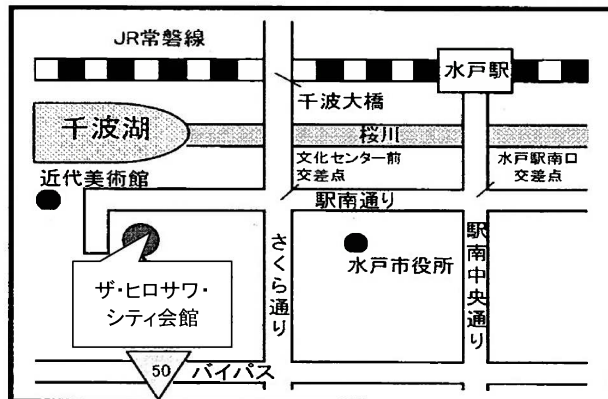 JR常磐線
水戸駅
千波大橋
千波湖
桜川
近代美術館
文化センター前
交差点
水戸駅南口
交差点
駅南通り
さくら通り
水戸市役所
駅南中央通り
ザ・ヒロサワ・
シティ会館
50
バイパス